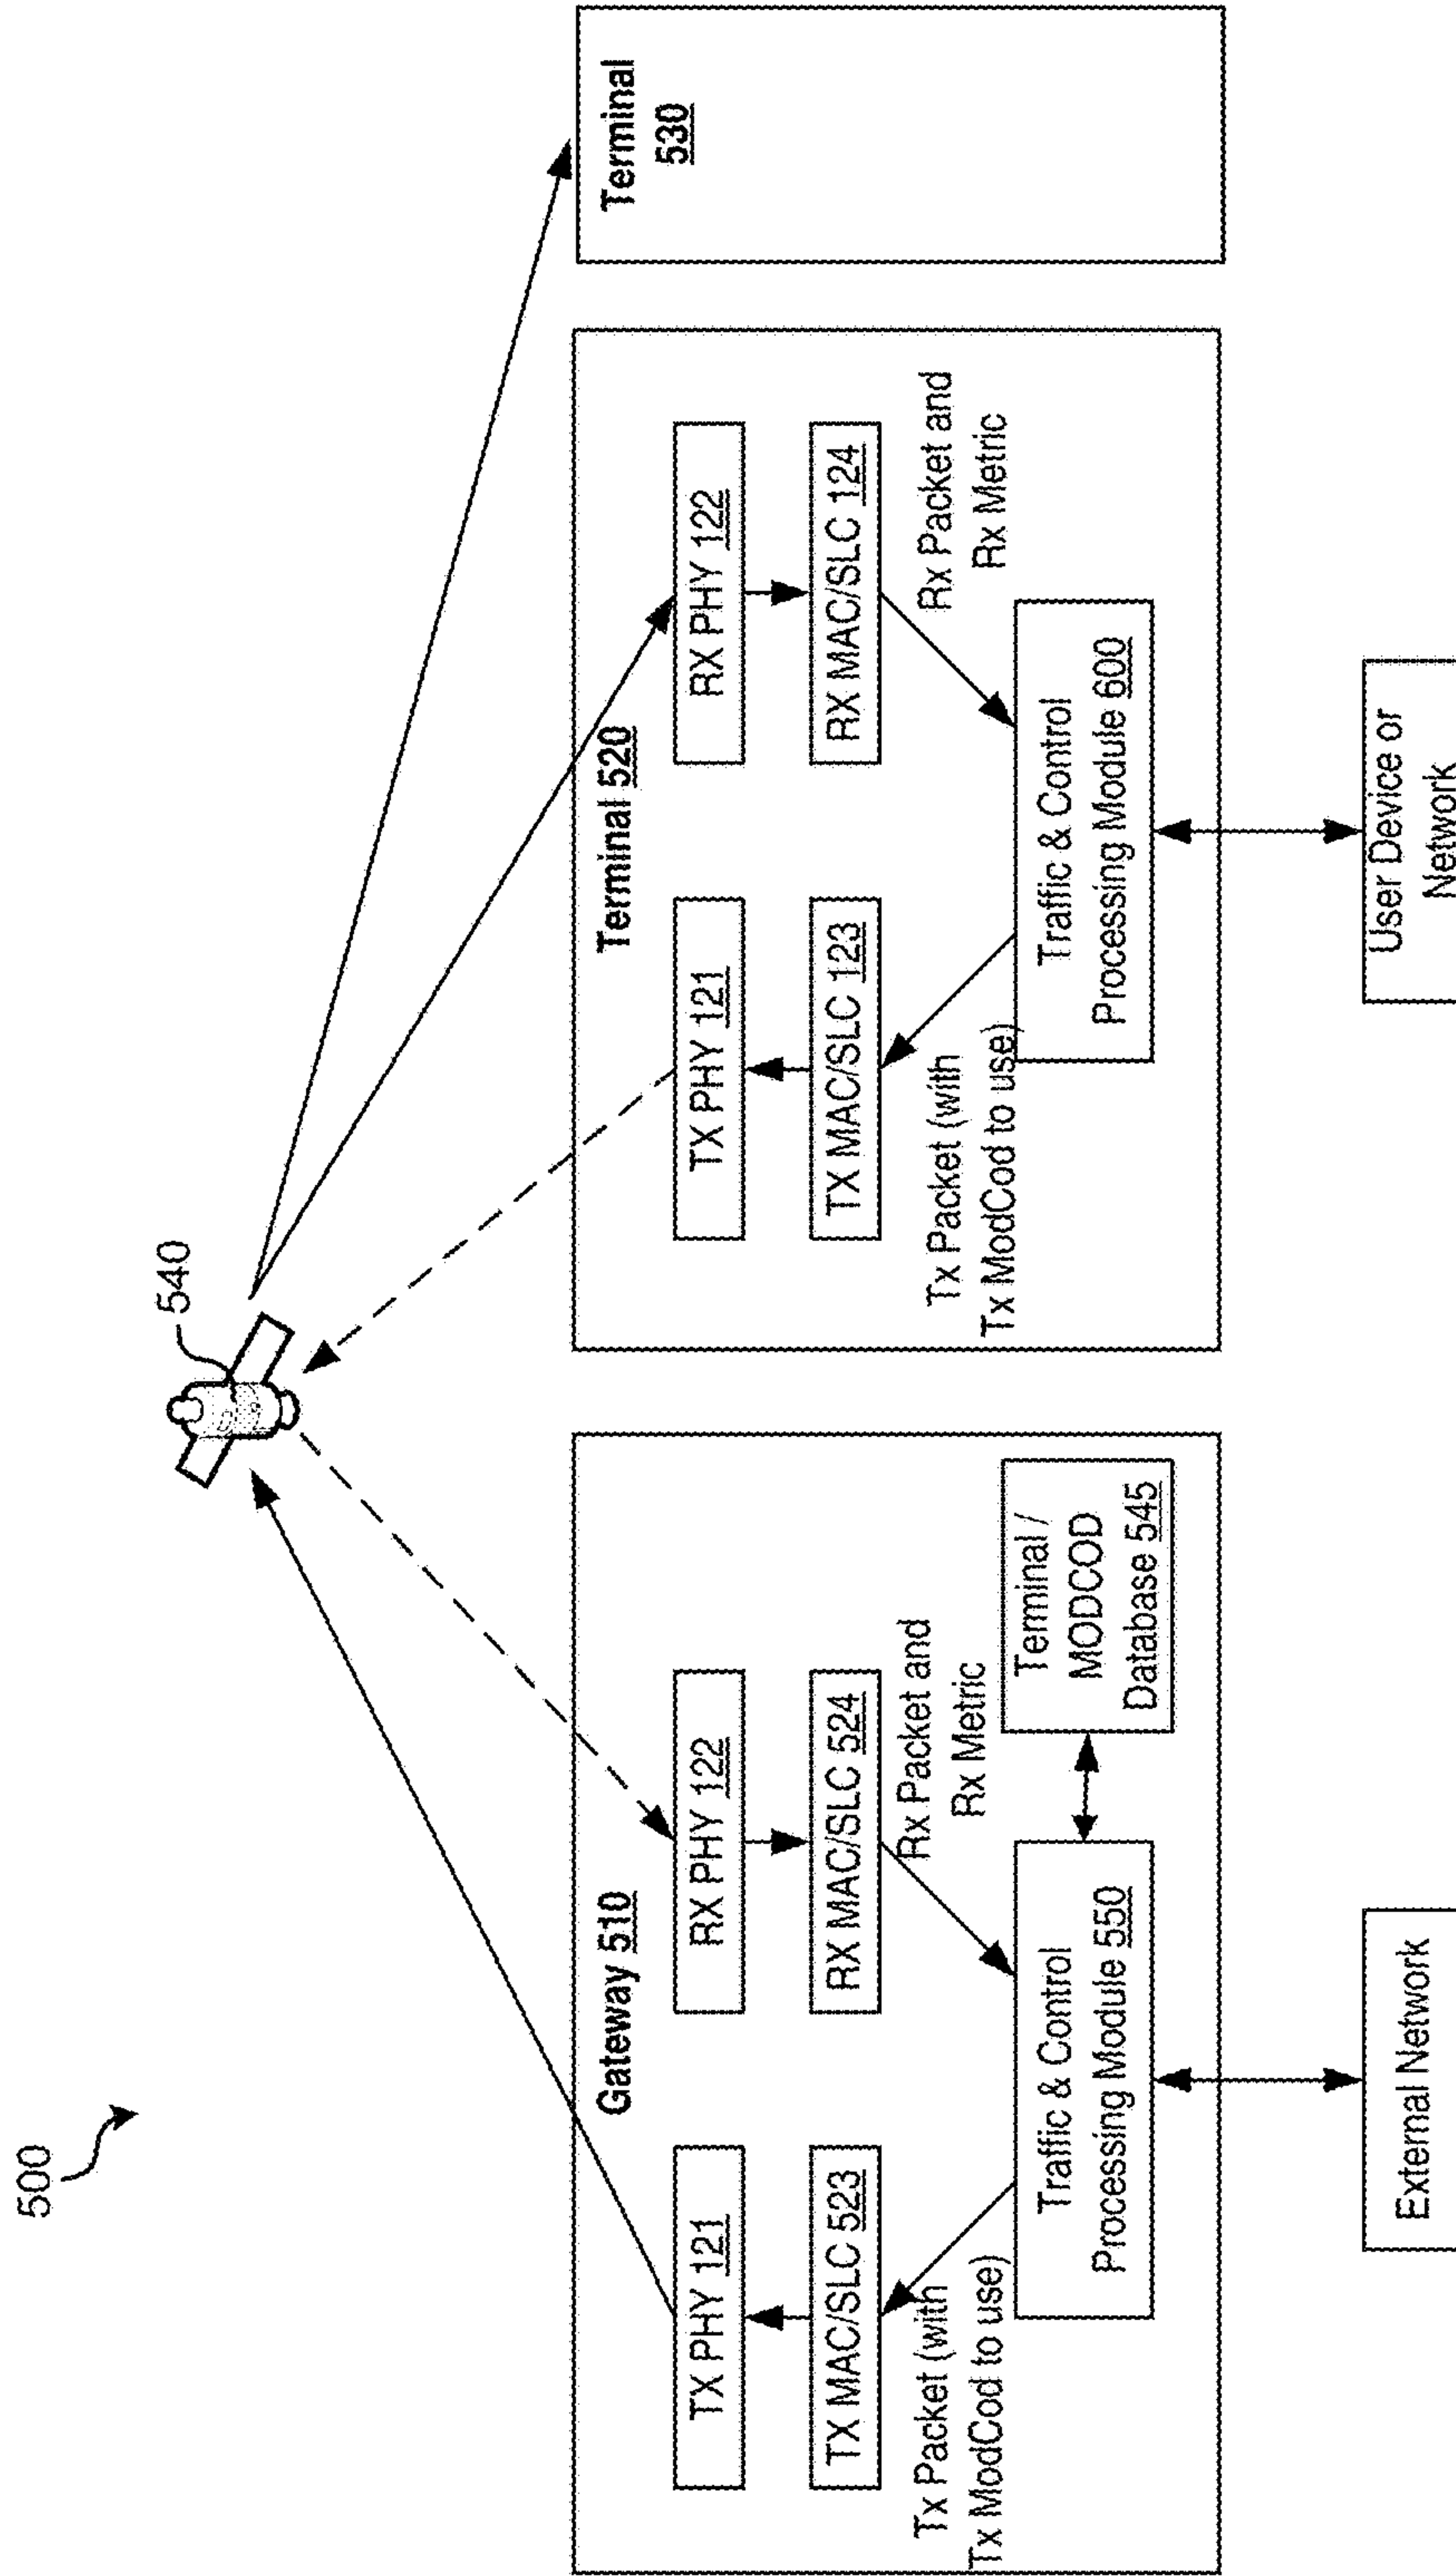 500
540
Gateway 510
TX PHY 121
RX PHY 122
TX MAC/SLC 523
RX MAC/SLC 524
Tx Packet (with
Tx ModCod to use)
Rx Packet and
Rx Metric
Traffic & Control
Processing Module 550
Terminal /
MODCOD
Database 545
External Network
Terminal 520
TX PHY 121
RX PHY 122
TX MAC/SLC 123
RX MAC/SLC 124
Tx Packet (with
Tx ModCod to use)
Rx Packet and
Rx Metric
Traffic & Control
Processing Module 600
User Device or
Network
Terminal
530